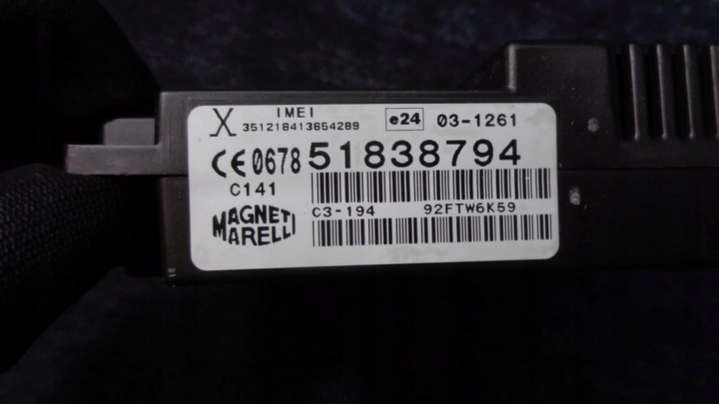 X IMEI
351218413654289
e24 03-1261
CE0678 51838794
C141
C3-194 92FTW6K59
MAGNETI
MARELLI